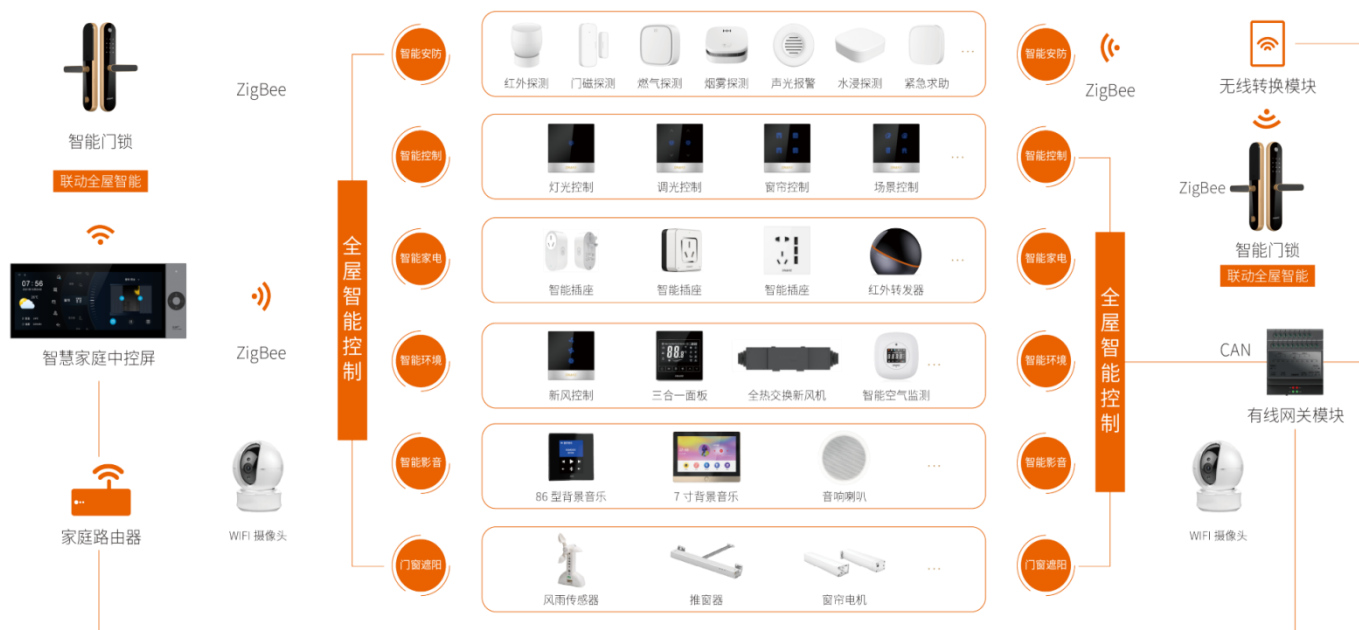 智能安防
红外探测
门磁探测
燃气探测
烟雾探测
声光报警
水浸探测
紧急求助
...
智能安防
ZigBee
ZigBee
无线转换模块
智能门锁
联动全屋智能
智能控制
灯光控制
调光控制
窗帘控制
场景控制
...
智能控制
ZigBee
智能门锁
联动全屋智能
全屋智能控制
智能家电
智能插座
智能插座
智能插座
红外转发器
...
智能家电
全屋智能控制
07:56
智慧家庭中控屏
ZigBee
智能环境
新风控制
三合一面板
全热交换新风机
智能空气监测
...
智能环境
CAN
有线网关模块
智能影音
86 型背景音乐
7 寸背景音乐
音响喇叭
...
智能影音
家庭路由器
WIFI 摄像头
WIFI 摄像头
门窗遮阳
风雨传感器
推窗器
窗帘电机
...
门窗遮阳